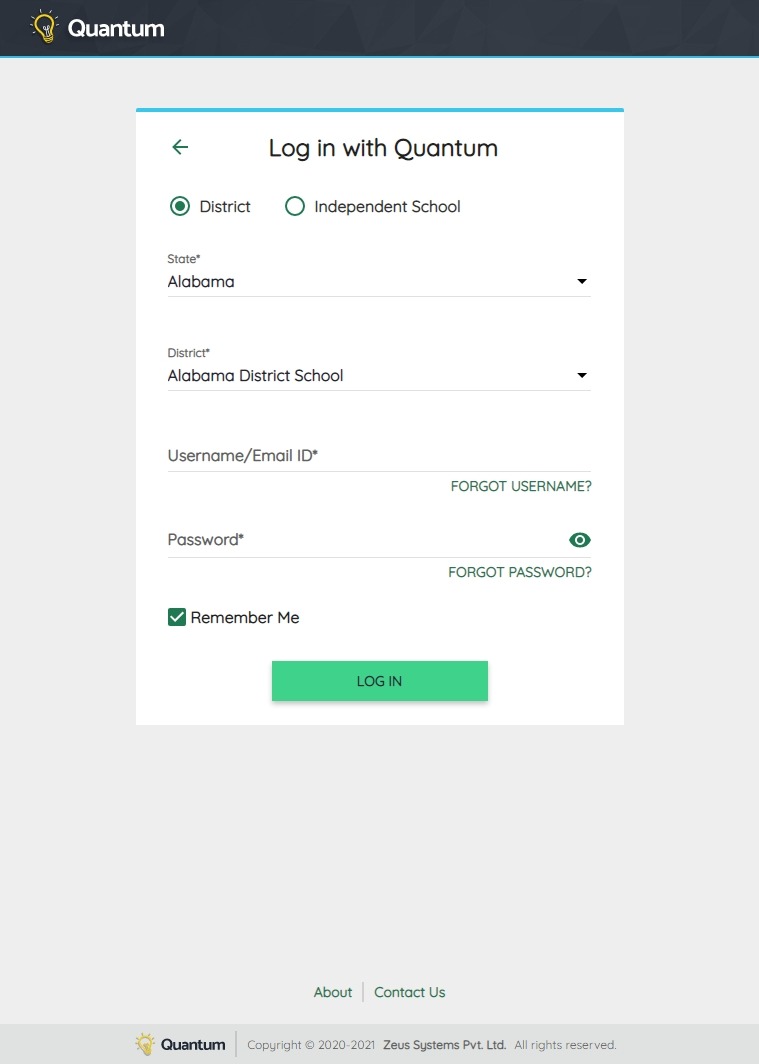 Quantum
Log in with Quantum
District Independent School
State*
Alabama
District*
Alabama District School
Username/Email ID*
FORGOT USERNAME?
Password*
FORGOT PASSWORD?
Remember Me
LOG IN
About Contact Us
Quantum Copyright © 2020-2021 Zeus Systems Pvt. Ltd. All rights reserved.